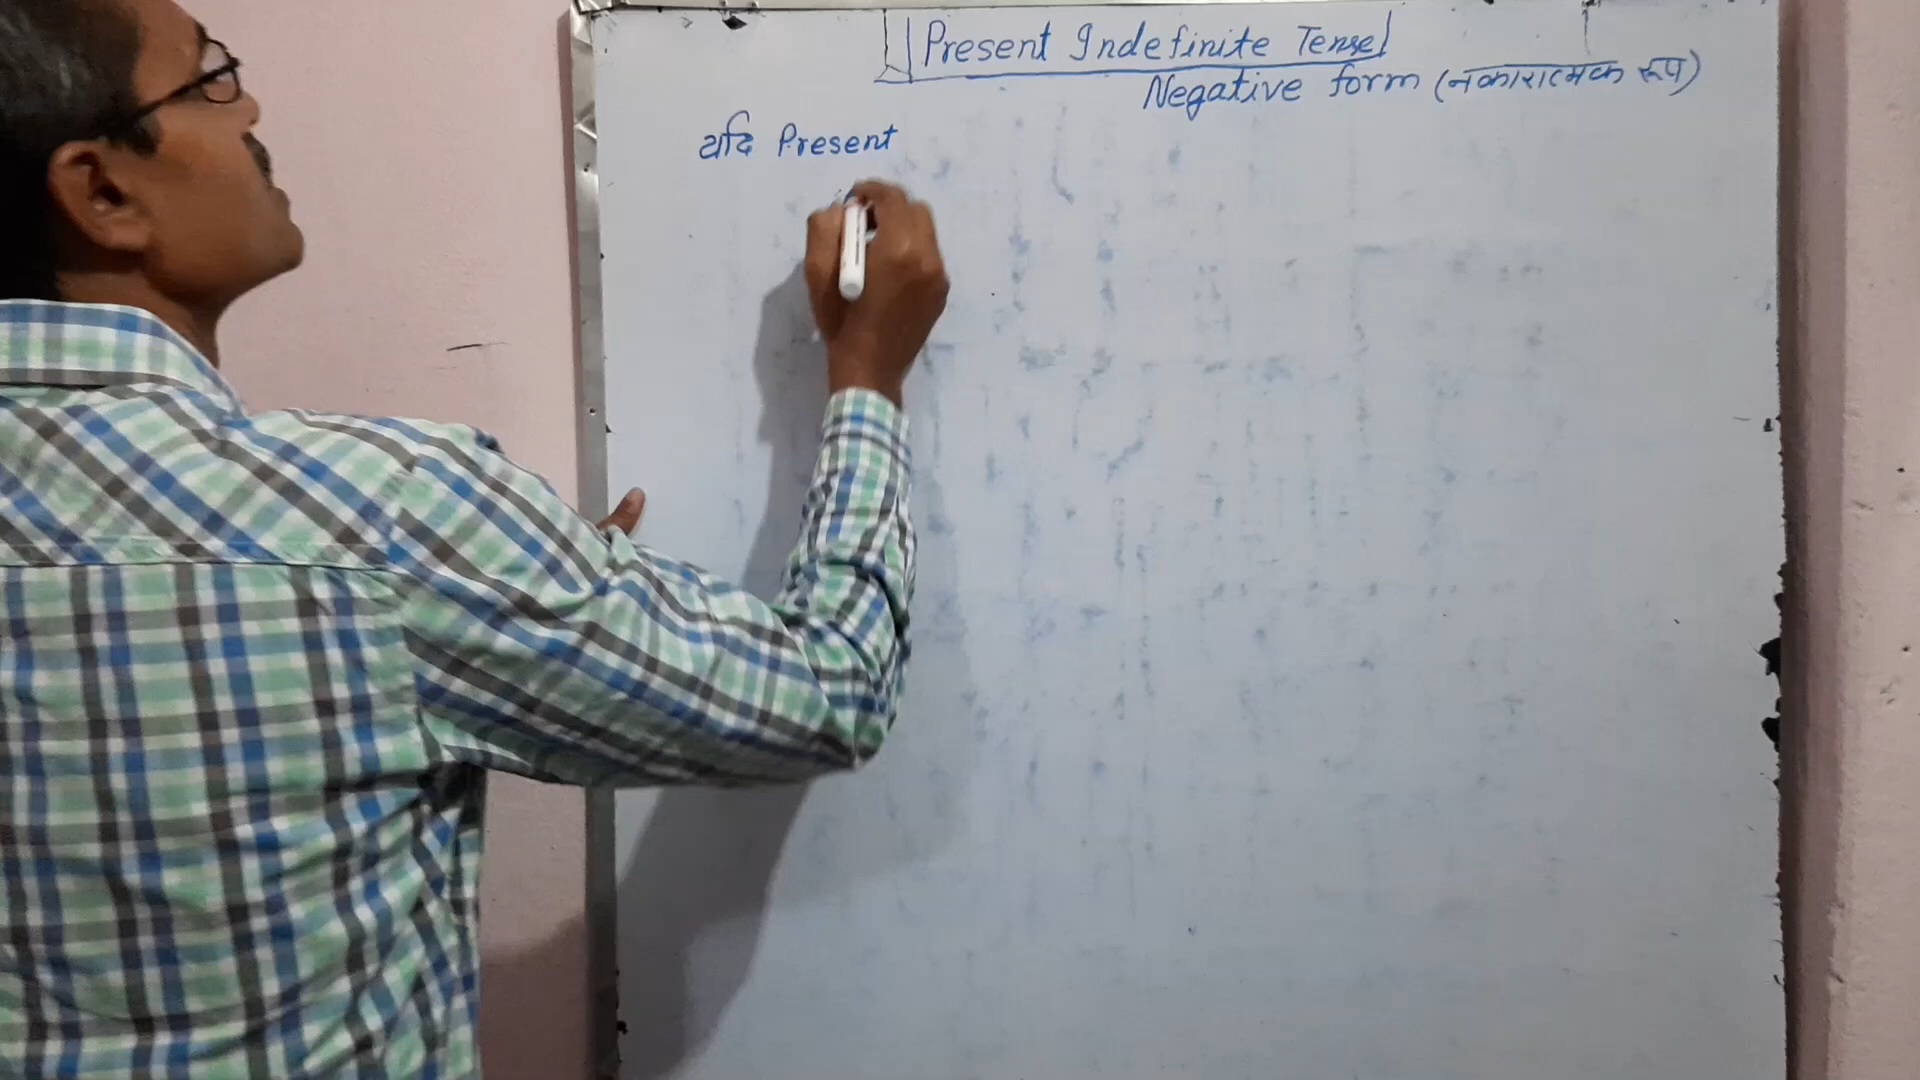 Present Indefinite Tense
Negative form (नकारात्मक रूप)
यदि Present